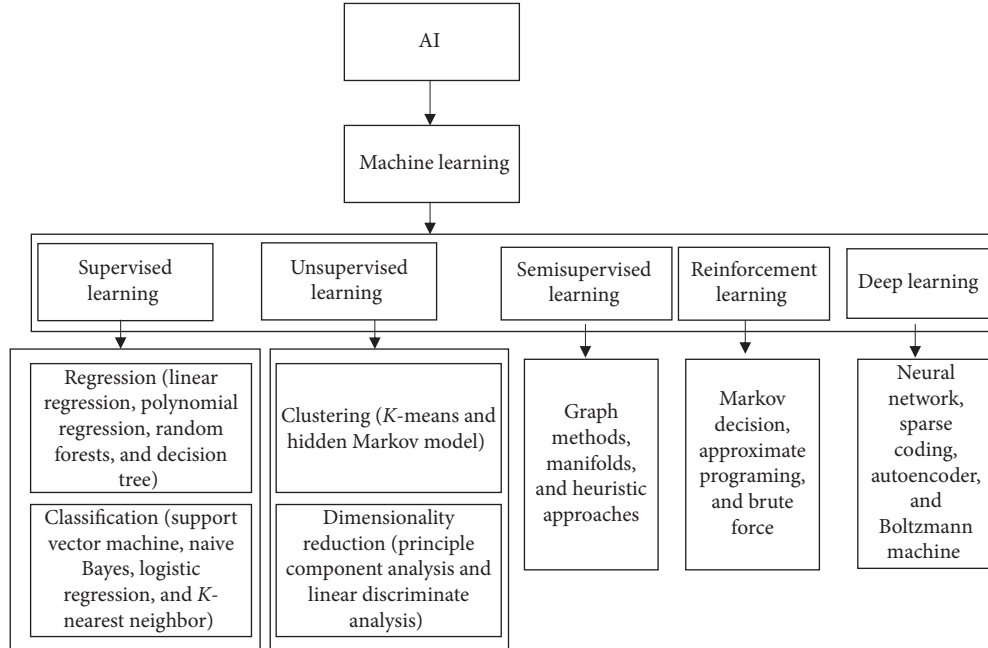 AI
Machine learning
Supervised
learning
Unsupervised
learning
Semisupervised
learning
Reinforcement
learning
Deep learning
Regression (linear
regression, polynomial
regression, random
forests, and decision
tree)
Classification (support
vector machine, naive
Bayes, logistic
regression, and K-
nearest neighbor)
Clustering (K-means and
hidden Markov model)
Dimensionality
reduction (principle
component analysis and
linear discriminate
analysis)
Graph
methods,
manifolds,
and heuristic
approaches
Markov
decision,
approximate
programing,
and brute
force
Neural
network,
sparse
coding,
autoencoder,
and
Boltzmann
machine